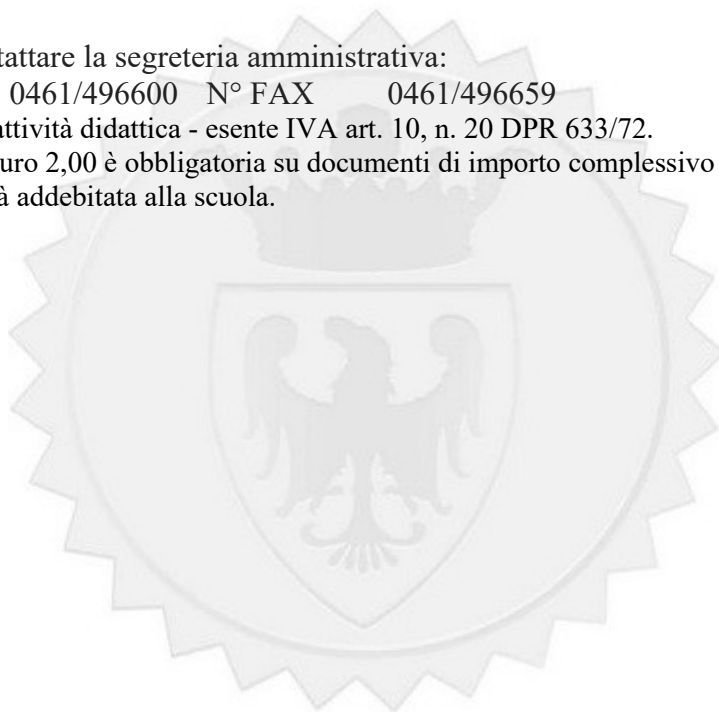 tattare la segreteria amministrativa:
0461/496600 N° FAX 0461/496659
attività didattica - esente IVA art. 10, n. 20 DPR 633/72.
uro 2,00 è obbligatoria su documenti di importo complessivo
à addebitata alla scuola.